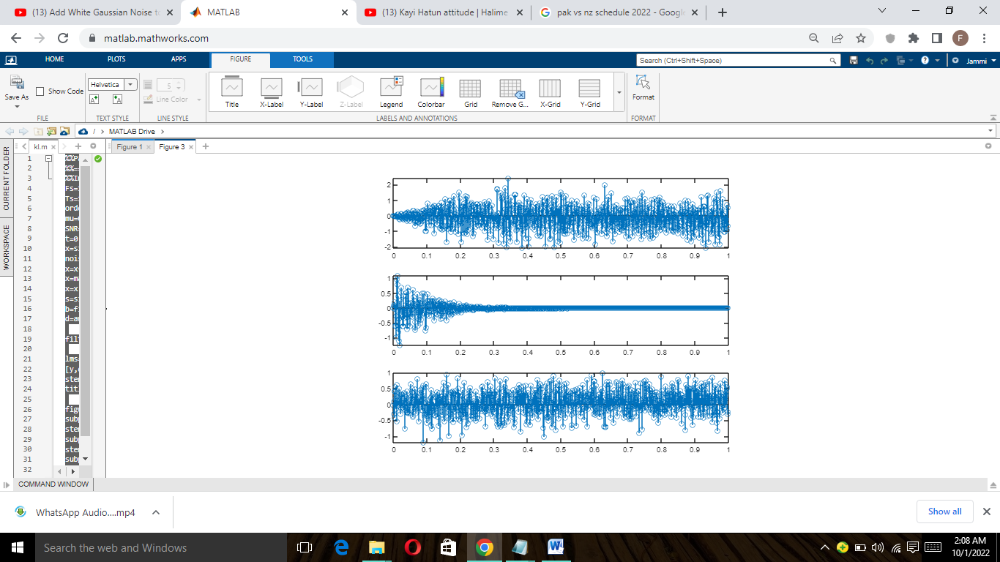 (13) Add White Gaussian Noise to
MATLAB
(13) Kayi Hatun attitude | Halime
pak vs nz schedule 2022 - Google
matlab.mathworks.com
F
HOME
PLOTS
APPS
FIGURE
TOOLS
Search (Ctrl+Shift+Space)
Jammi
Save As
Show Code
Helvetica
A
A
5
Line Color
Title
X-Label
Y-Label
Z-Label
Legend
Colorbar
Grid
Remove G...
X-Grid
Y-Grid
Format
FILE
TEXT STYLE
LINE STYLE
LABELS AND ANNOTATIONS
FORMAT
/ > MATLAB Drive >
CURRENT FOLDER
WORKSPACE
kl.m
Figure 1
Figure 3
1
2 %%=
3
4 Fs=
5 Ts=
6 orde
7 mu=
8 SNR=
9 t=0
10 x=si
11 nois
12 x=x
13 x=m
14 x=x
15 s=s
16 b=f
17 d=a
18
19 fil
20
21 lms=
22 [y,
23 ste
24 tit
25
26 fig
27 sub
28 ste
29 sub
30 ste
31 sub
32
2
1
0
-1
-2
0 0.1 0.2 0.3 0.4 0.5 0.6 0.7 0.8 0.9 1
1
0.5
0
-0.5
-1
0 0.1 0.2 0.3 0.4 0.5 0.6 0.7 0.8 0.9 1
1
0.5
0
-0.5
-1
0 0.1 0.2 0.3 0.4 0.5 0.6 0.7 0.8 0.9 1
COMMAND WINDOW
WhatsApp Audio....mp4
Show all
Search the web and Windows
2:08 AM
10/1/2022